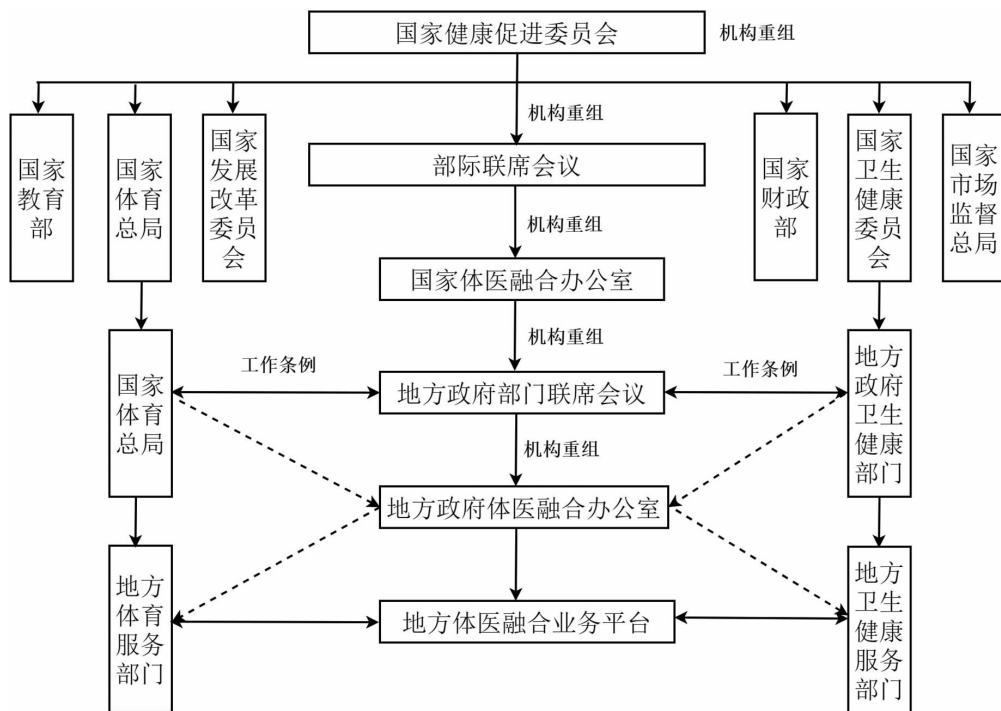 国家健康促进委员会
机构重组
国家
教育
部
国家
体育
总局
国家
发展
改革
委员
会
机构重组
部际联席会议
国家
财政
部
国家
卫生
健康
委员
会
国家
市场
监督
总局
机构重组
国家体医融合办公室
机构重组
国家
体育
总局
工作条例
地方政府部门联席会议
工作条例
地方
政府
卫生
健康
部门
机构重组
地方政府体医融合办公室
地方
体育
服务
部门
地方体医融合业务平台
地方
卫生
健康
服务
部门